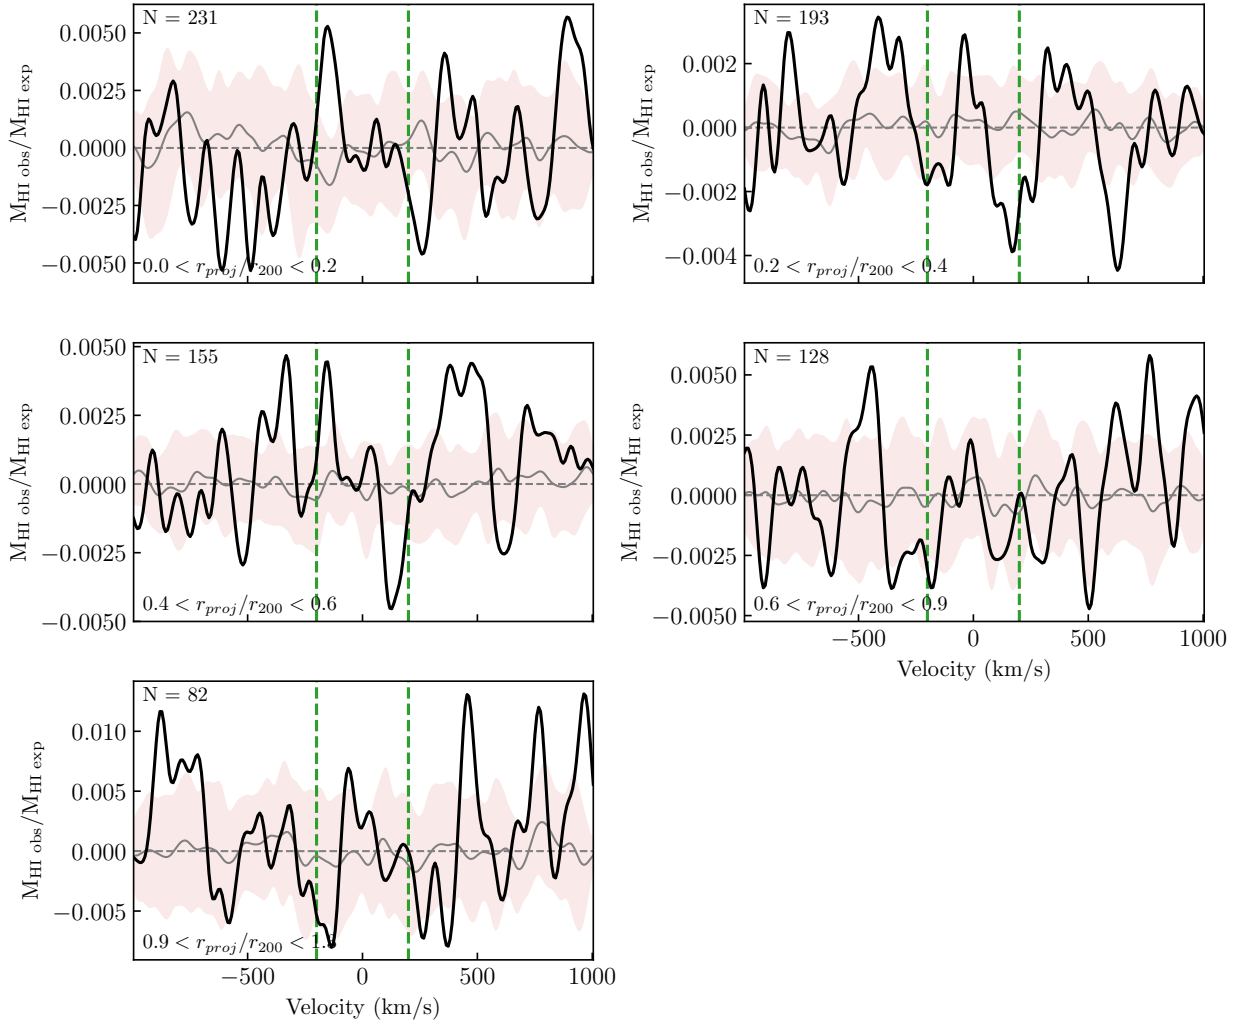 N = 231
0.0050
0.0025
0.0000
−0.0025
−0.0050
M_HI obs/M_HI exp
0.0 < r_proj/r_200 < 0.2
N = 193
0.002
0.000
−0.002
−0.004
M_HI obs/M_HI exp
0.2 < r_proj/r_200 < 0.4
N = 155
0.0050
0.0025
0.0000
−0.0025
−0.0050
M_HI obs/M_HI exp
0.4 < r_proj/r_200 < 0.6
N = 128
0.0050
0.0025
0.0000
−0.0025
−0.0050
M_HI obs/M_HI exp
0.6 < r_proj/r_200 < 0.9
−500 0 500 1000
Velocity (km/s)
N = 82
0.010
0.005
0.000
−0.005
M_HI obs/M_HI exp
0.9 < r_proj/r_200 <
−500 0 500 1000
Velocity (km/s)